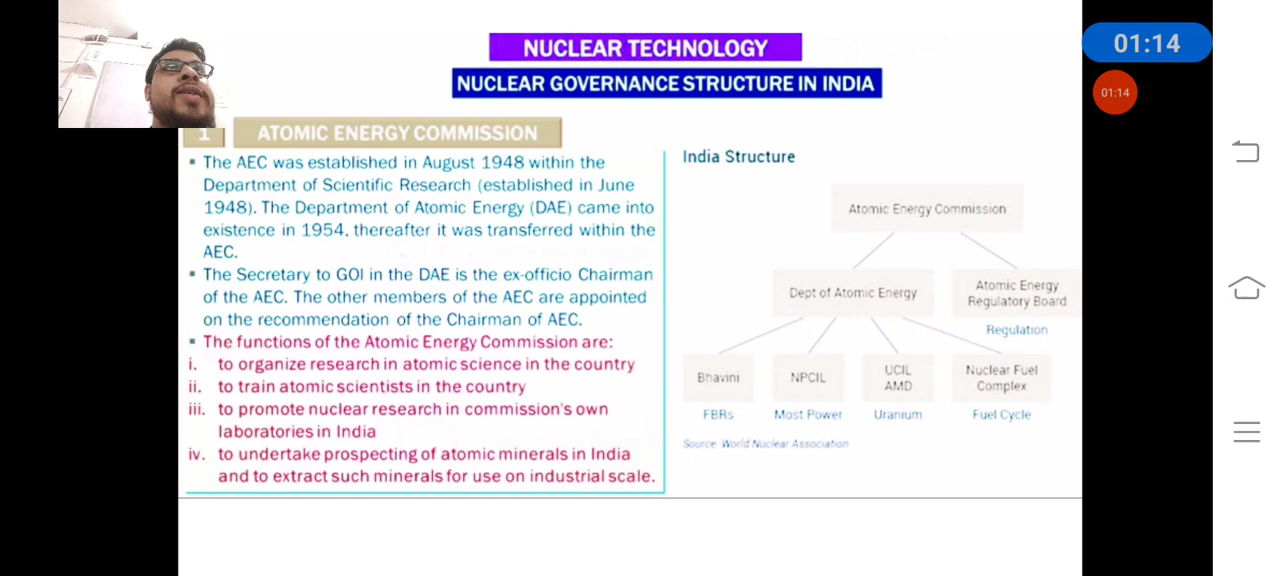 NUCLEAR TECHNOLOGY
NUCLEAR GOVERNANCE STRUCTURE IN INDIA
01:14
01:14
1 ATOMIC ENERGY COMMISSION
▪ The AEC was established in August 1948 within the
Department of Scientific Research (established in June
1948). The Department of Atomic Energy (DAE) came into
existence in 1954, thereafter it was transferred within the
AEC.
▪ The Secretary to GOI in the DAE is the ex-officio Chairman
of the AEC. The other members of the AEC are appointed
on the recommendation of the Chairman of AEC.
▪ The functions of the Atomic Energy Commission are:
i. to organize research in atomic science in the country
ii. to train atomic scientists in the country
iii. to promote nuclear research in commission's own
laboratories in India
iv. to undertake prospecting of atomic minerals in India
and to extract such minerals for use on industrial scale.
India Structure
Atomic Energy Commission
Dept of Atomic Energy
Atomic Energy
Regulatory Board
Regulation
Bhavini
FBRs
NPCIL
Most Power
UCIL
AMD
Uranium
Nuclear Fuel
Complex
Fuel Cycle
Source: World Nuclear Association